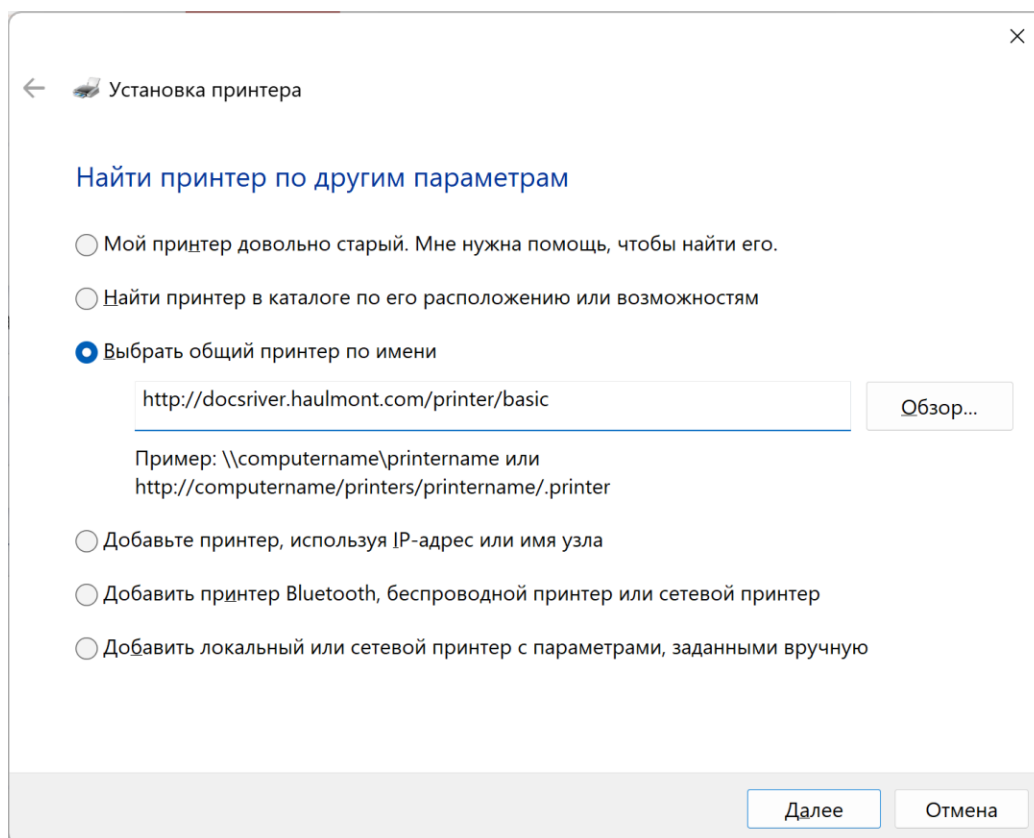 Установка принтера
Найти принтер по другим параметрам
Мой принтер довольно старый. Мне нужна помощь, чтобы найти его.
Найти принтер в каталоге по его расположению или возможностям
Выбрать общий принтер по имени
http://docsriver.haulmont.com/printer/basic
Обзор...
Пример: \\computername\printername или
http://computername/printers/printername/.printer
Добавьте принтер, используя IP-адрес или имя узла
Добавить принтер Bluetooth, беспроводной принтер или сетевой принтер
Добавить локальный или сетевой принтер с параметрами, заданными вручную
Далее
Отмена